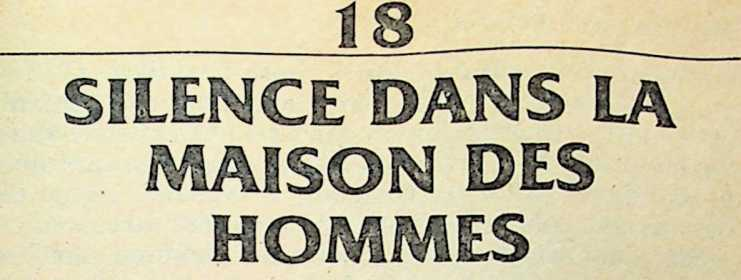 18
SILENCE DANS LA
MAISON DES
HOMMES